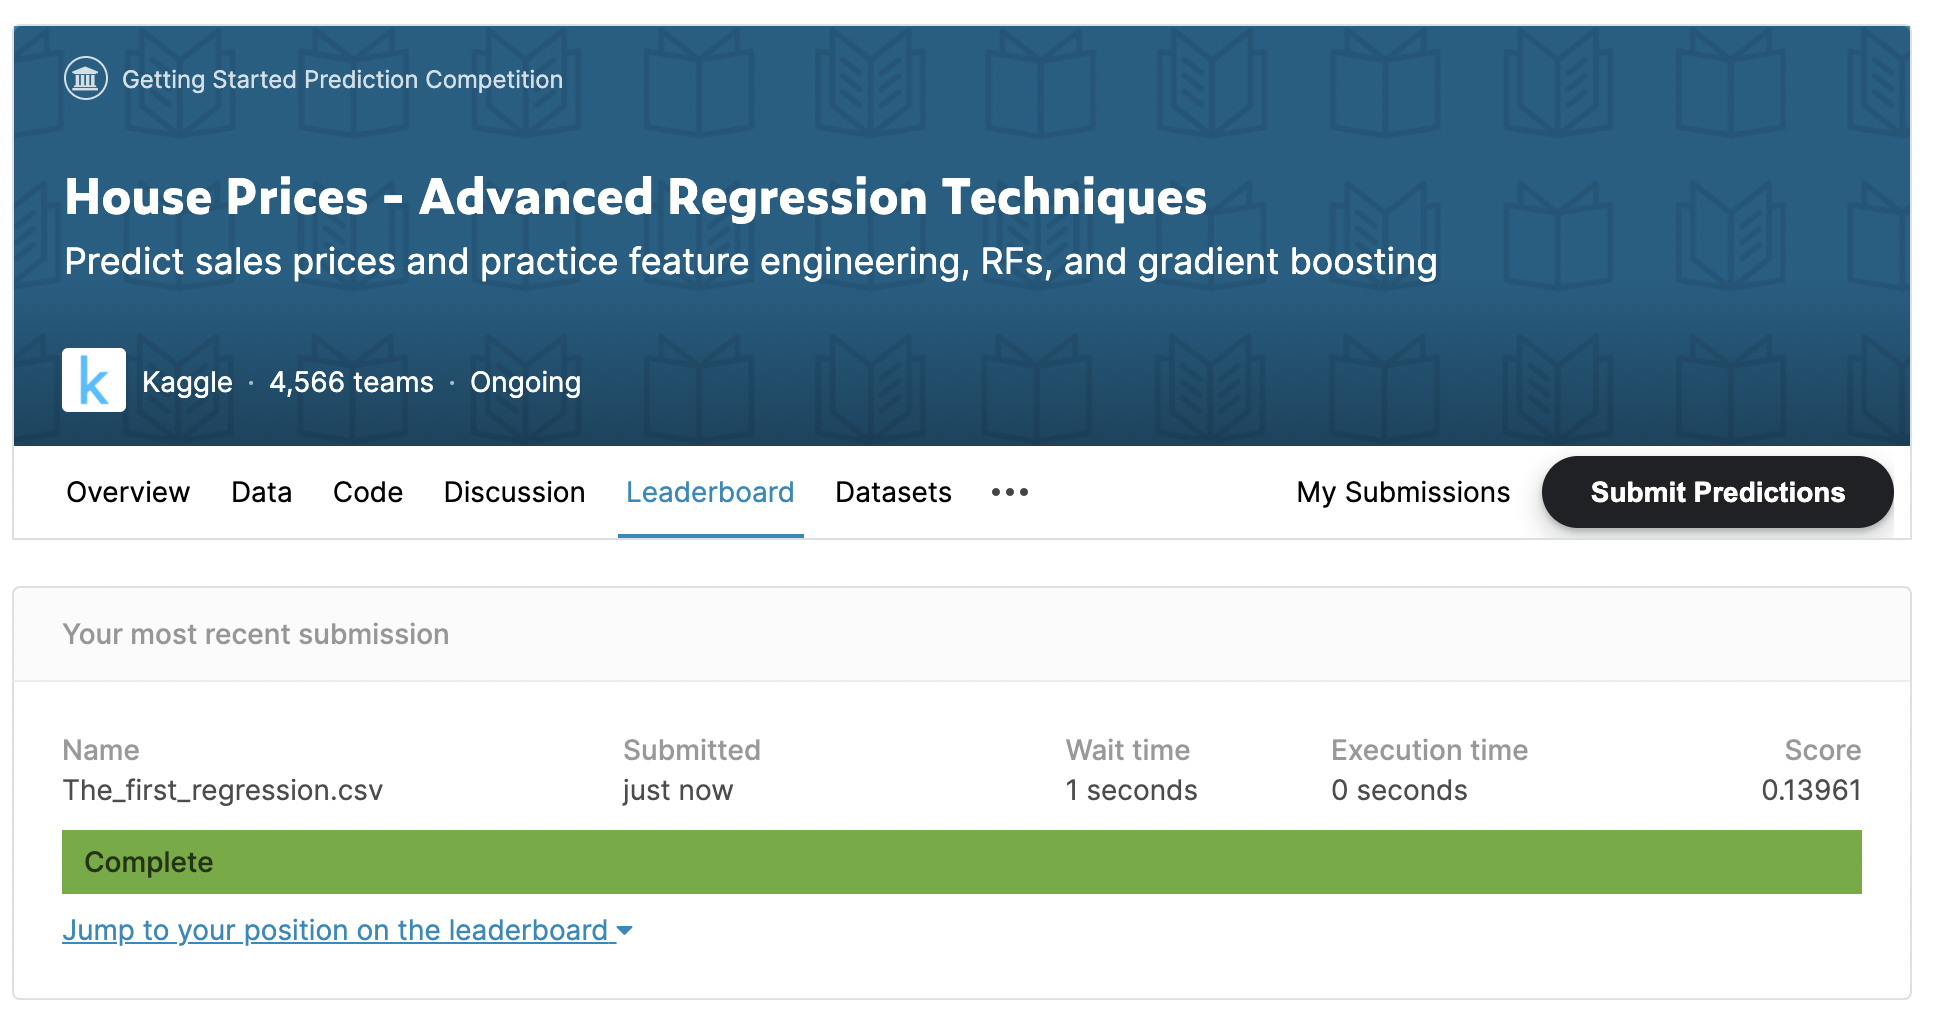 Getting Started Prediction Competition
House Prices - Advanced Regression Techniques
Predict sales prices and practice feature engineering, RFs, and gradient boosting
k Kaggle · 4,566 teams · Ongoing
Overview Data Code Discussion Leaderboard Datasets ••• My Submissions Submit Predictions
Your most recent submission
Name Submitted Wait time Execution time Score
The_first_regression.csv just now 1 seconds 0 seconds 0.13961
Complete
Jump to your position on the leaderboard